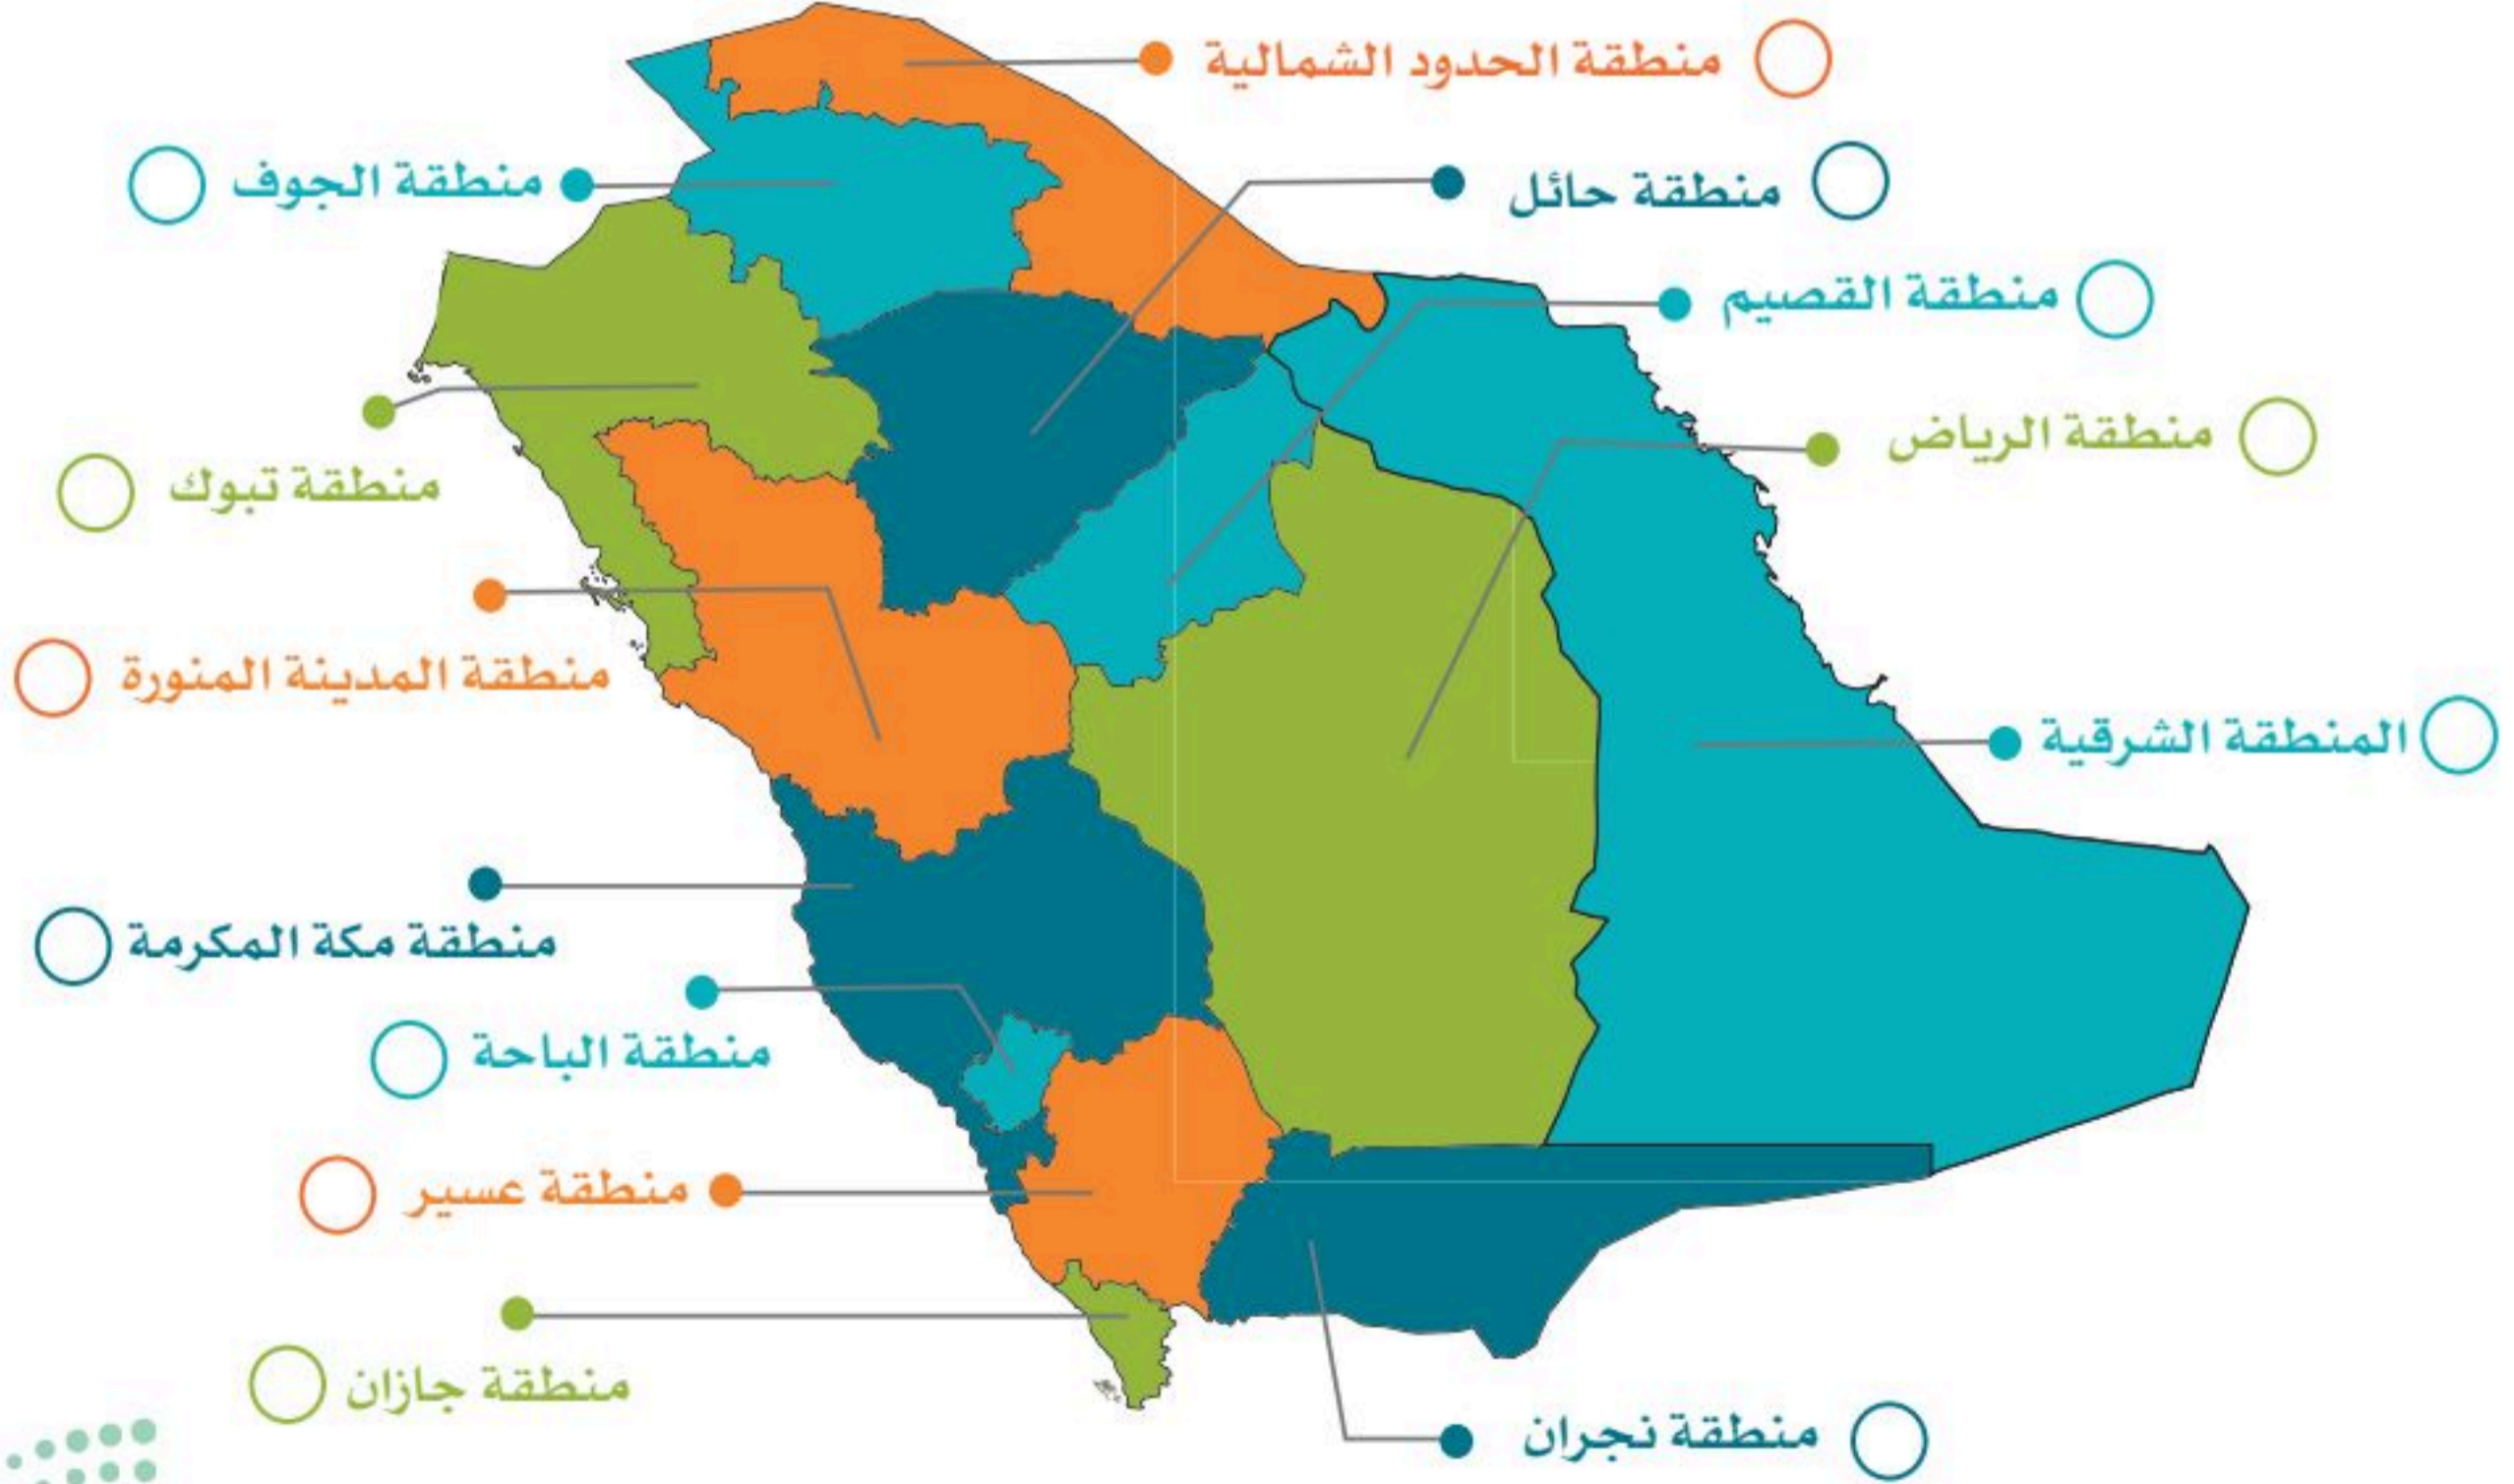 منطقة الحدود الشمالية
منطقة حائل
منطقة الجوف
منطقة القصيم
منطقة الرياض
منطقة تبوك
منطقة المدينة المنورة
المنطقة الشرقية
منطقة مكة المكرمة
منطقة الباحة
منطقة عسير
منطقة جازان
منطقة نجران